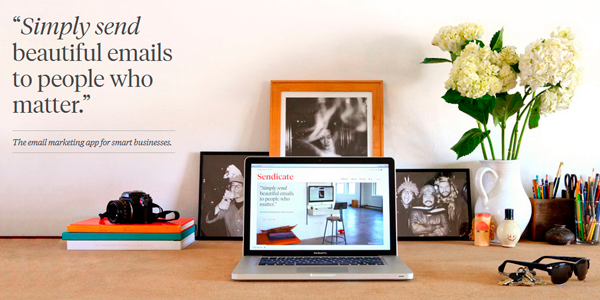 “Simply send
beautiful emails
to people who
matter.”
The email marketing app for smart businesses.
Sendicate
“Simply send
beautiful emails
to people who
matter.”